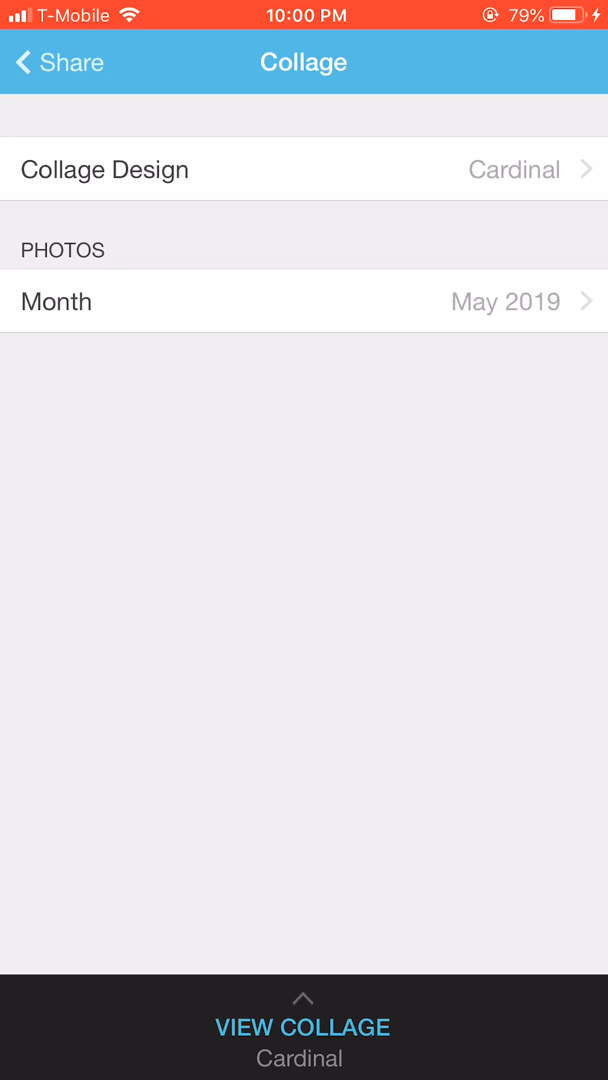 T-Mobile 10:00 PM 79%
Share Collage
Collage Design Cardinal
PHOTOS
Month May 2019
VIEW COLLAGE
Cardinal